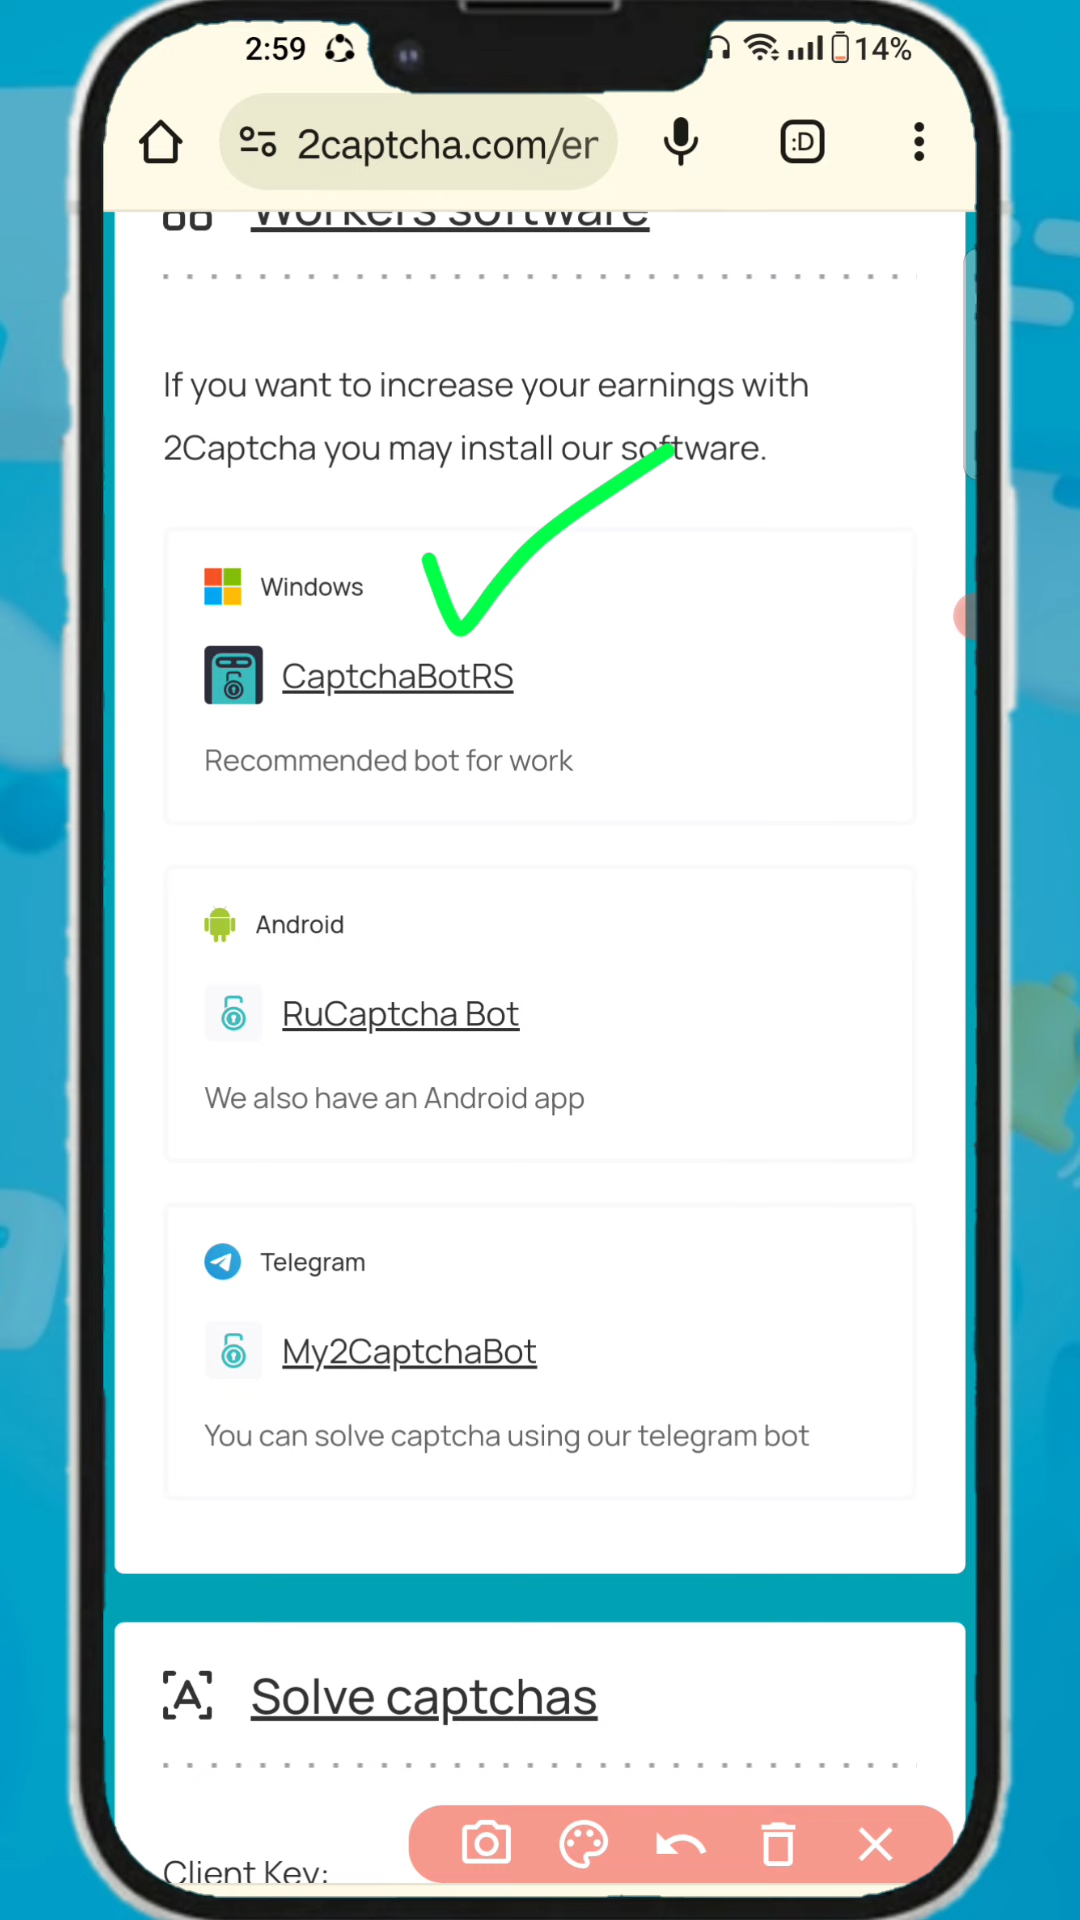 2:59
14%
2captcha.com/er
:D
Workers software
If you want to increase your earnings with
2Captcha you may install our software.
Windows
CaptchaBotRS
Recommended bot for work
Android
RuCaptcha Bot
We also have an Android app
Telegram
My2CaptchaBot
You can solve captcha using our telegram bot
Solve captchas
Client Key: